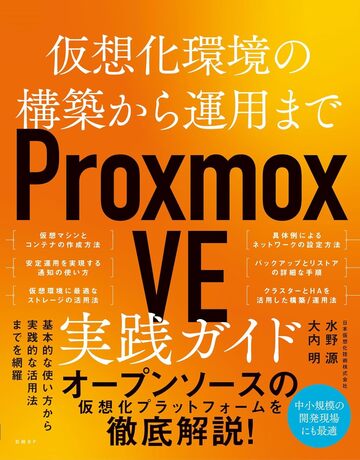 仮想化環境の
構築から運用まで
Proxmox
VE
実践ガイド
仮想マシンと
コンテナの作成方法
安定運用を実現する
通知の使い方
仮想環境に最適な
ストレージの活用法
具体例による
ネットワークの設定方法
バックアップとリストア
の詳細な手順
クラスターとHAを
活用した構築/運用法
日本仮想化技術株式会社
水野 源
大内 明
基本的な使い方から
実践的な活用法
までを網羅
オープンソースの
仮想化プラットフォームを
徹底解説!
中小規模の
開発現場
にも最適
日経BP